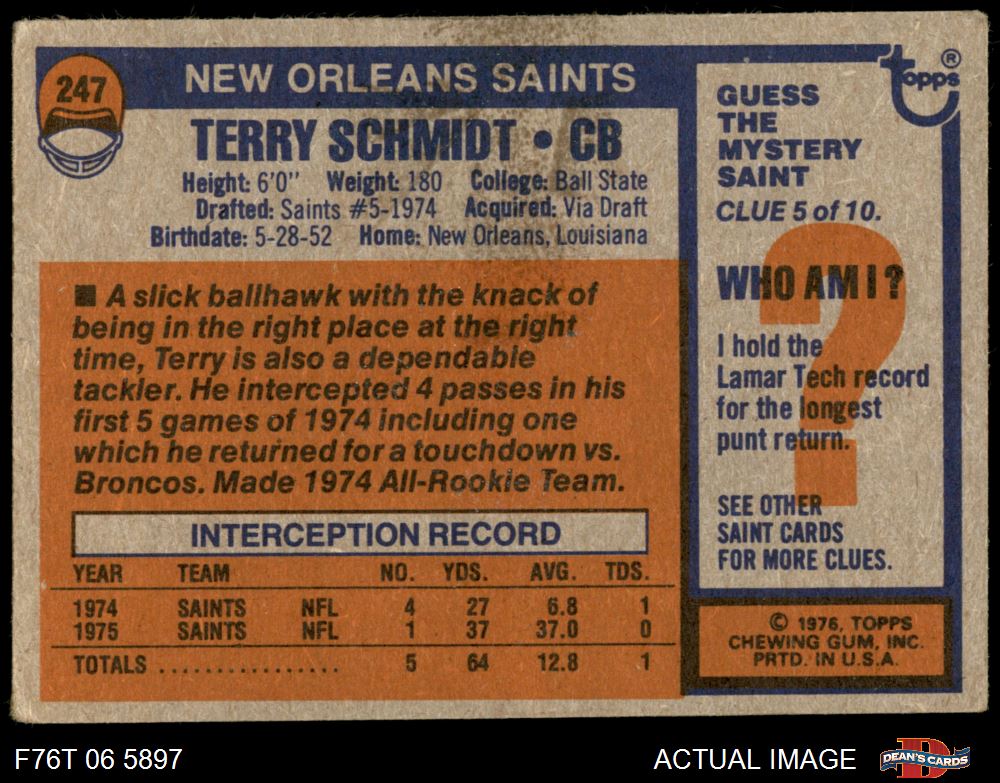 247
NEW ORLEANS SAINTS
TERRY SCHMIDT • CB
Height: 6'0" Weight: 180 College: Ball State
Drafted: Saints #5-1974 Acquired: Via Draft
Birthdate: 5-28-52 Home: New Orleans, Louisiana
■ A slick ballhawk with the knack of
being in the right place at the right
time, Terry is also a dependable
tackler. He intercepted 4 passes in his
first 5 games of 1974 including one
which he returned for a touchdown vs.
Broncos. Made 1974 All-Rookie Team.
INTERCEPTION RECORD
YEAR TEAM NO. YDS. AVG. TDS.
1974 SAINTS NFL 4 27 6.8 1
1975 SAINTS NFL 1 37 37.0 0
TOTALS ................. 5 64 12.8 1
topps®
GUESS
THE
MYSTERY
SAINT
CLUE 5 of 10.
?
WHO AM I?
I hold the
Lamar Tech record
for the longest
punt return.
SEE OTHER
SAINT CARDS
FOR MORE CLUES.
© 1976, TOPPS
CHEWING GUM, INC.
PRTD. IN U.S.A.
F76T 06 5897
ACTUAL IMAGE
D
DEAN'S CARDS